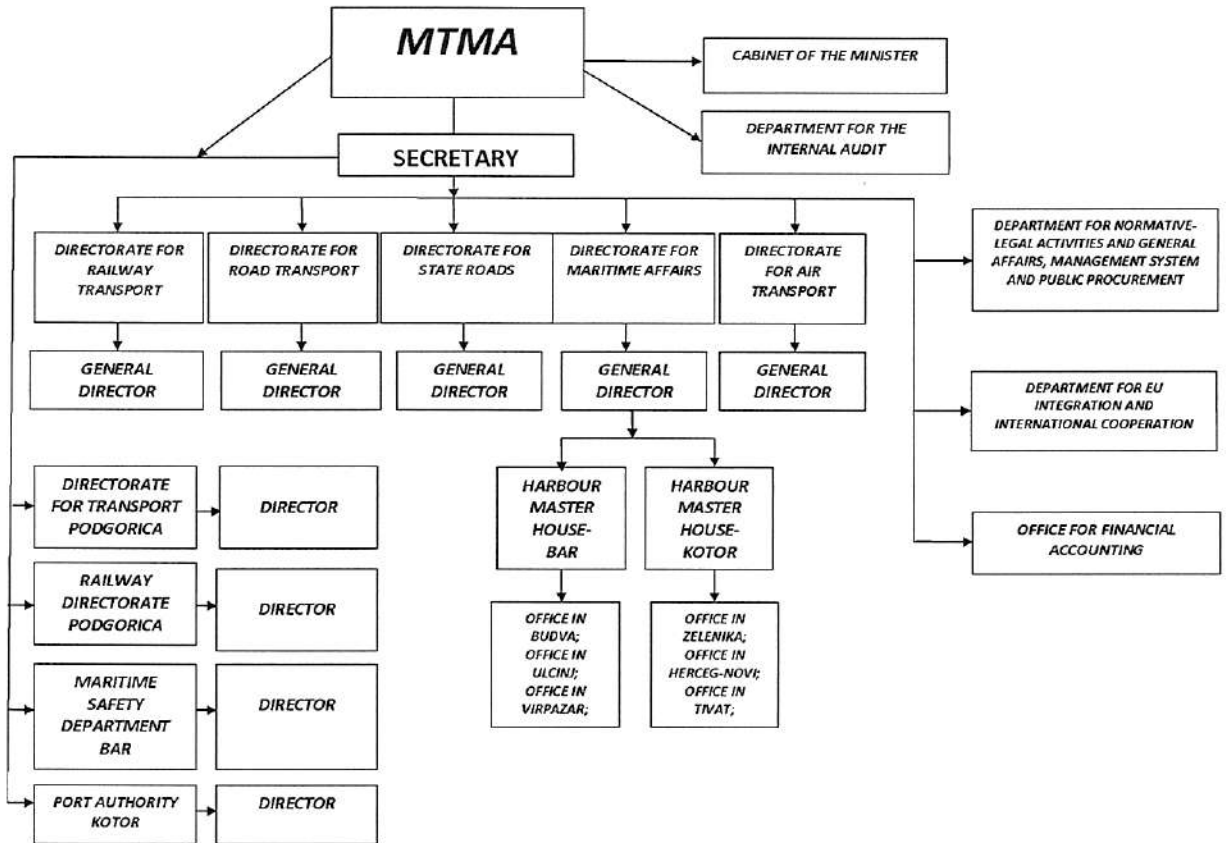 MTMA
CABINET OF THE MINISTER
DEPARTMENT FOR THE
INTERNAL AUDIT
SECRETARY
DIRECTORATE FOR
RAILWAY
TRANSPORT
DIRECTORATE FOR
ROAD TRANSPORT
DIRECTORATE FOR
STATE ROADS
DIRECTORATE FOR
MARITIME AFFAIRS
DIRECTORATE
FOR AIR
TRANSPORT
DEPARTMENT FOR NORMATIVE-
LEGAL ACTIVITIES AND GENERAL
AFFAIRS, MANAGEMENT SYSTEM
AND PUBLIC PROCUREMENT
GENERAL
DIRECTOR
GENERAL
DIRECTOR
GENERAL
DIRECTOR
GENERAL
DIRECTOR
GENERAL
DIRECTOR
DEPARTMENT FOR EU
INTEGRATION AND
INTERNATIONAL COOPERATION
DIRECTORATE
FOR TRANSPORT
PODGORICA
DIRECTOR
HARBOUR
MASTER
HOUSE-
BAR
HARBOUR
MASTER
HOUSE-
KOTOR
OFFICE FOR FINANCIAL
ACCOUNTING
RAILWAY
DIRECTORATE
PODGORICA
DIRECTOR
OFFICE IN
BUDVA;
OFFICE IN
ULCINJ;
OFFICE IN
VIRPAZAR;
OFFICE IN
ZELENIKA;
OFFICE IN
HERCEG-NOVI;
OFFICE IN
TIVAT;
MARITIME
SAFETY
DEPARTMENT
BAR
DIRECTOR
PORT AUTHORITY
KOTOR
DIRECTOR